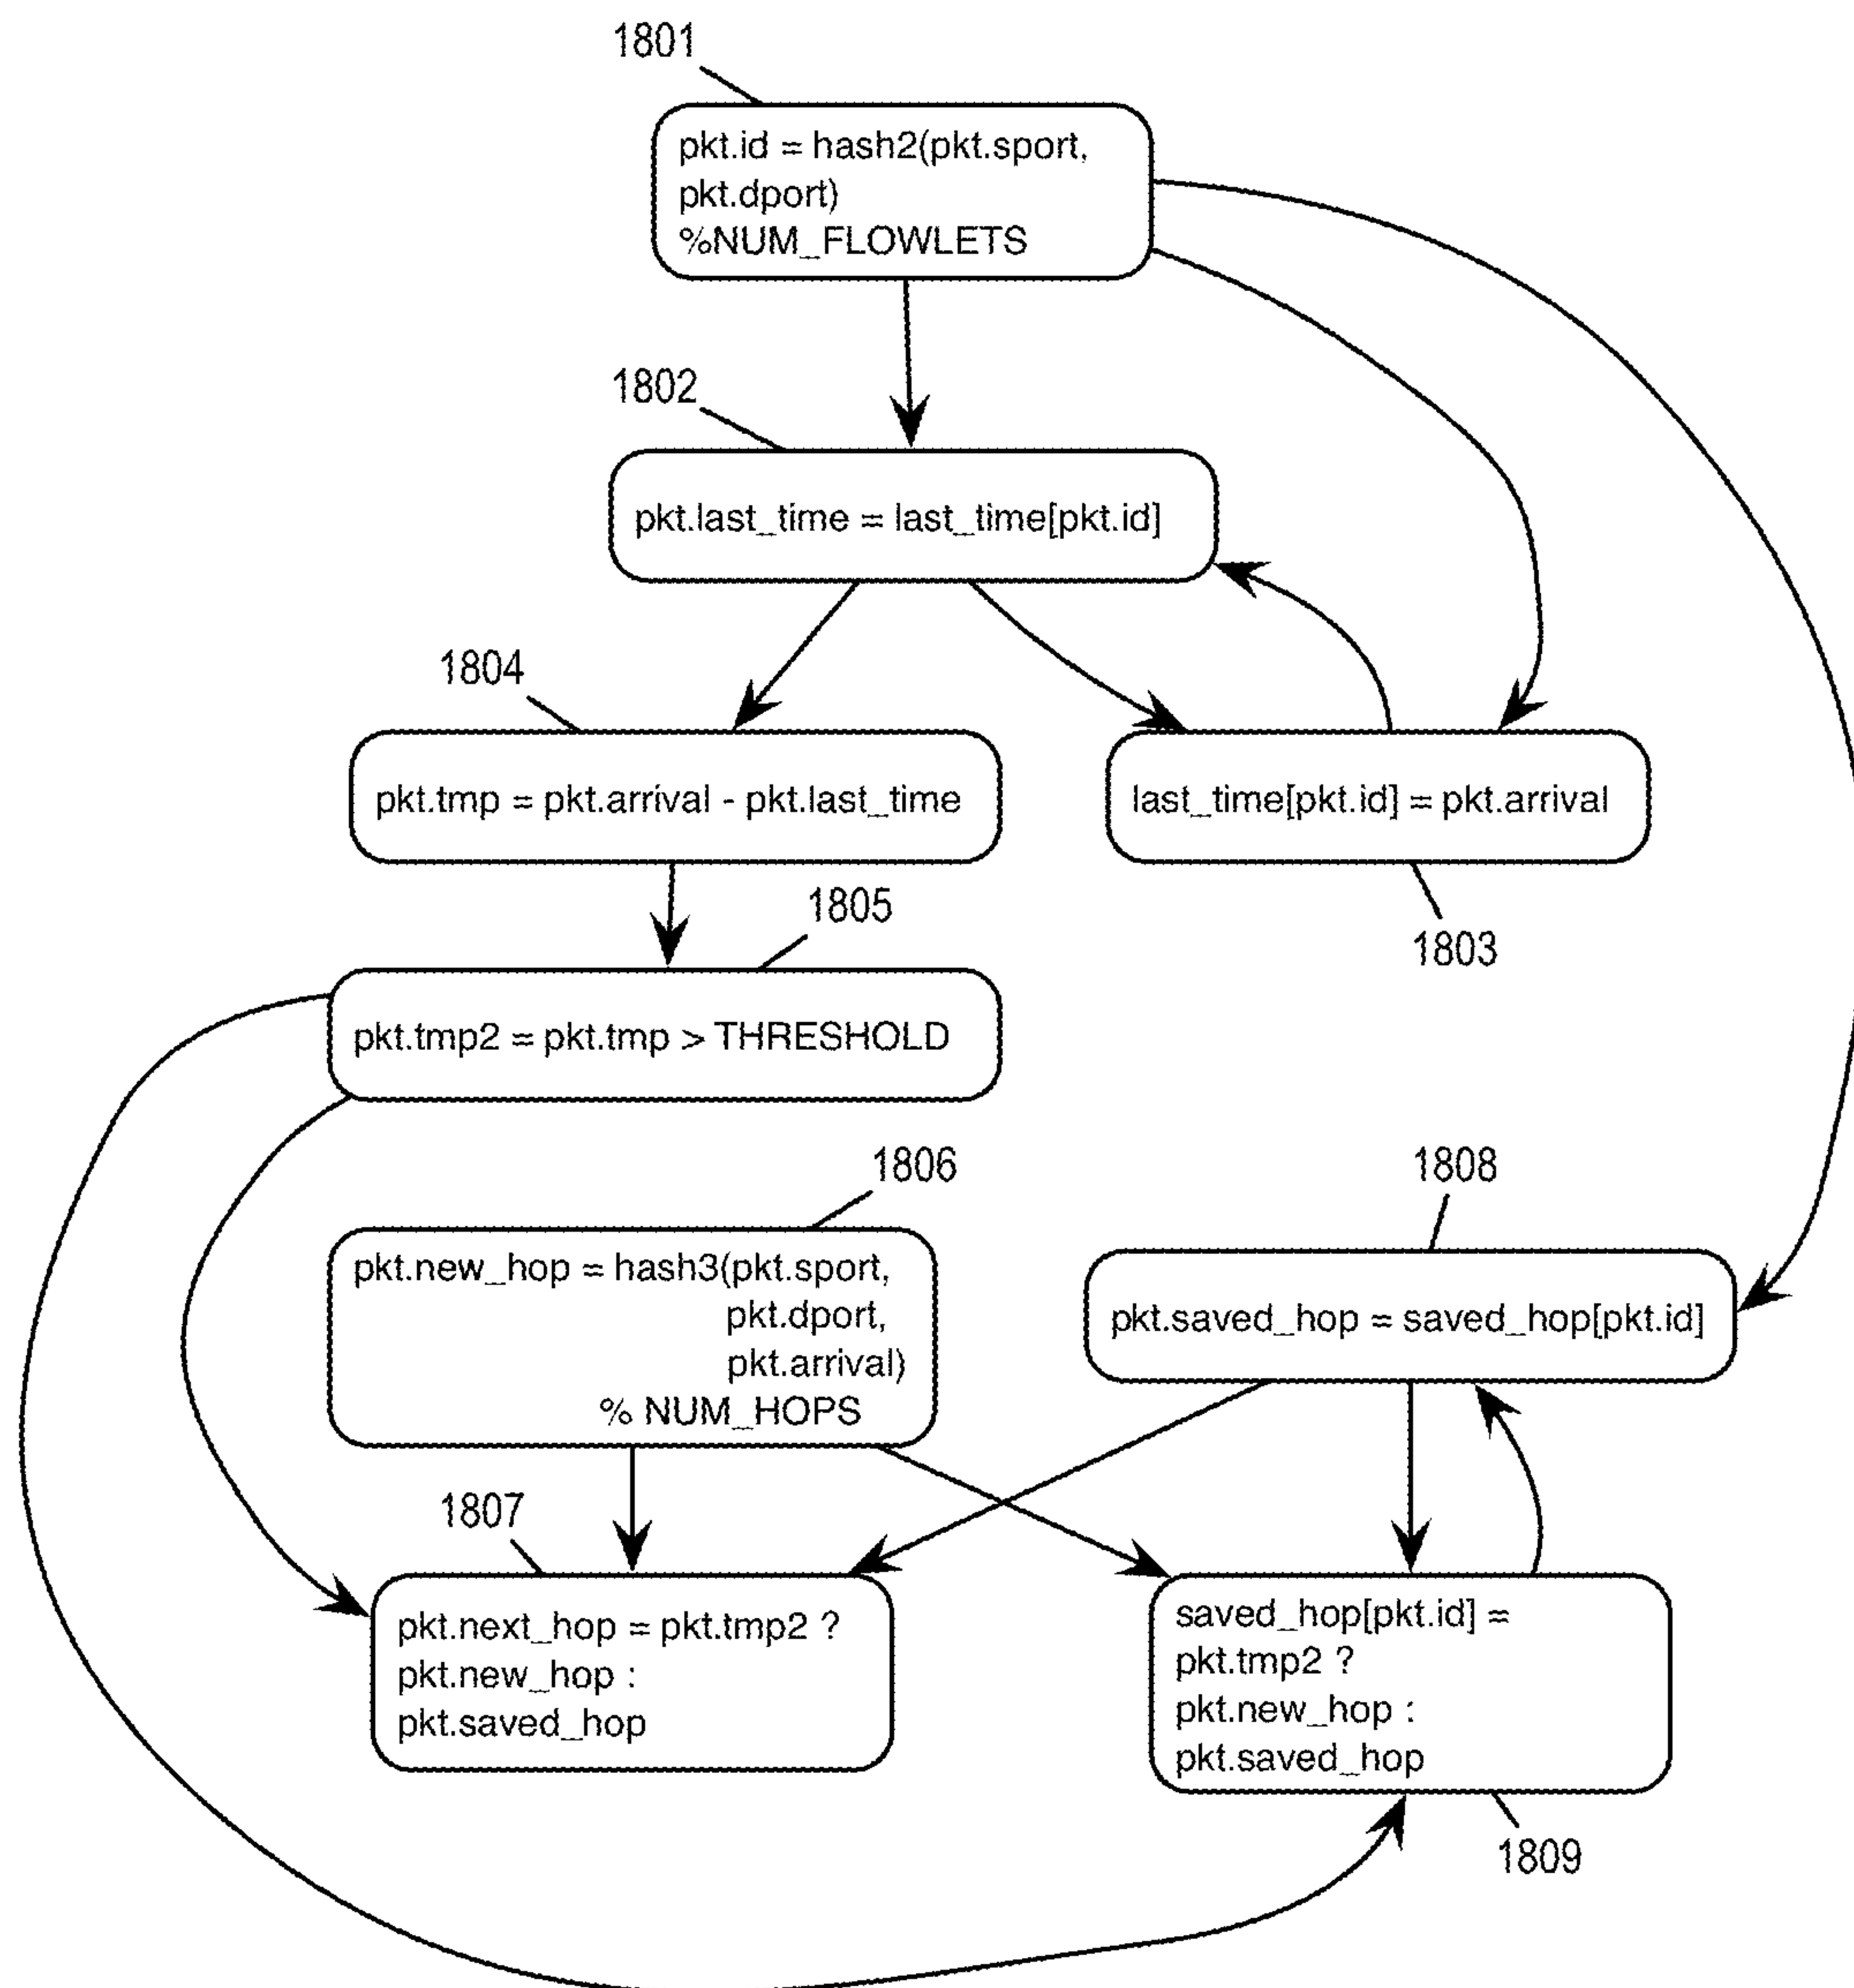 1801
pkt.id = hash2(pkt.sport,
pkt.dport)
%NUM_FLOWLETS
1802
pkt.last_time = last_time[pkt.id]
1804
pkt.tmp = pkt.arrival - pkt.last_time
last_time[pkt.id] = pkt.arrival
1803
1805
pkt.tmp2 = pkt.tmp > THRESHOLD
1806
pkt.new_hop = hash3(pkt.sport,
pkt.dport,
pkt.arrival)
% NUM_HOPS
1808
pkt.saved_hop = saved_hop[pkt.id]
1807
pkt.next_hop = pkt.tmp2 ?
pkt.new_hop :
pkt.saved_hop
saved_hop[pkt.id] =
pkt.tmp2 ?
pkt.new_hop :
pkt.saved_hop
1809